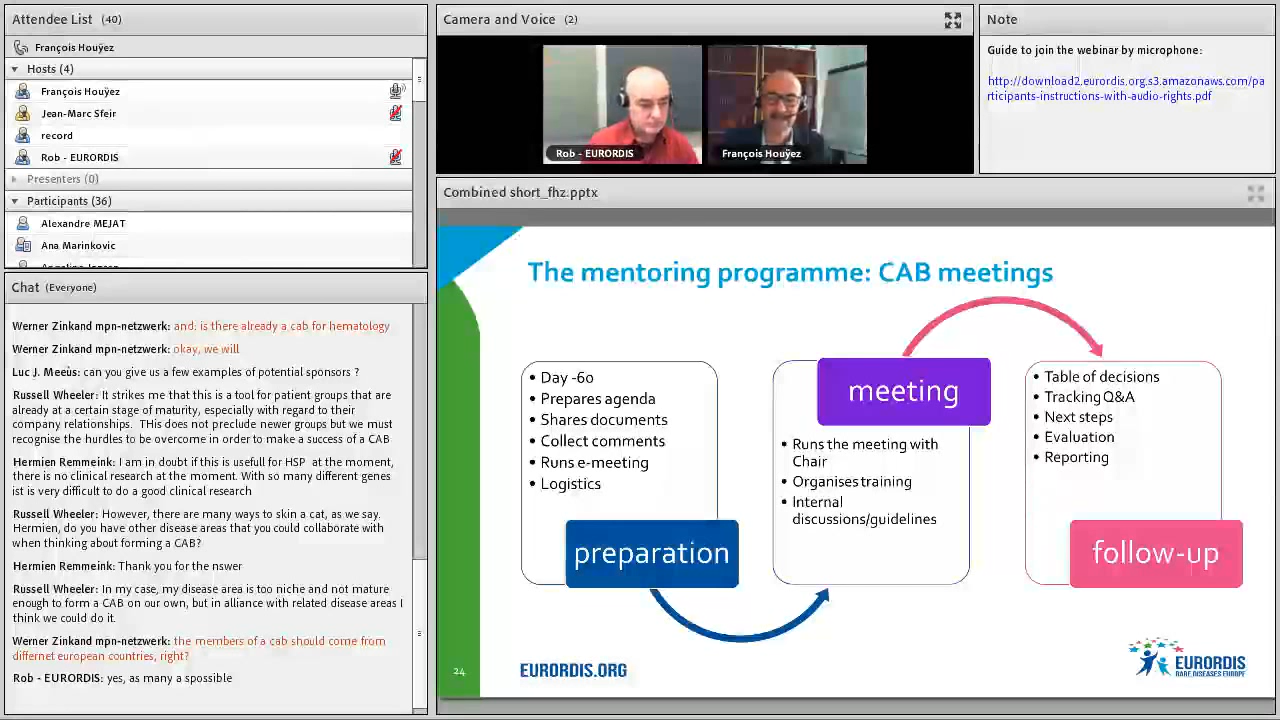 Attendee List (40)
François Houÿez
Hosts (4)
François Houÿez
Jean-Marc Sfeir
record
Rob - EURORDIS
Presenters (0)
Participants (36)
Alexandre MEJAT
Ana Marinkovic
Chat (Everyone)
Werner Zinkand mpn-netzwerk: and: is there already a cab for hematology
Werner Zinkand mpn-netzwerk: okay, we will
Luc J. Meeùs: can you give us a few examples of potential sponsors ?
Russell Wheeler: It strikes me that this is a tool for patient groups that are
already at a certain stage of maturity, especially with regard to their
company relationships. THis does not preclude newer groups but we must
recognise the hurdles to be overcome in order to make a success of a CAB
Hermien Remmeink: I am in doubt if this is usefull for HSP at the moment,
there is no clinical research at the moment. With so many different genes
ist is very difficult to do a good clinical research
Russell Wheeler: However, there are many ways to skin a cat, as we say.
Hermien, do you have other disease areas that you could collaborate with
when thinking about forming a CAB?
Hermien Remmeink: Thank you for the nswer
Russell Wheeler: In my case, my disease area is too niche and not mature
enough to form a CAB on our own, but in alliance with related disease areas I
think we could do it.
Werner Zinkand mpn-netzwerk: the members of a cab should come from
differnet european countries, right?
Rob - EURORDIS: yes, as many a spossible
Camera and Voice (2)
Rob - EURORDIS
François Houÿez
Note
Guide to join the webinar by microphone:
http://download2.eurordis.org.s3.amazonaws.com/pa
rticipants-instructions-with-audio-rights.pdf
Combined short_fhz.pptx
The mentoring programme: CAB meetings
• Day -60
• Prepares agenda
• Shares documents
• Collect comments
• Runs e-meeting
• Logistics
preparation
meeting
• Runs the meeting with
Chair
• Organises training
• Internal
discussions/guidelines
• Table of decisions
• Tracking Q&A
• Next steps
• Evaluation
• Reporting
follow-up
24
EURORDIS.ORG
EURORDIS
RARE DISEASES EUROPE